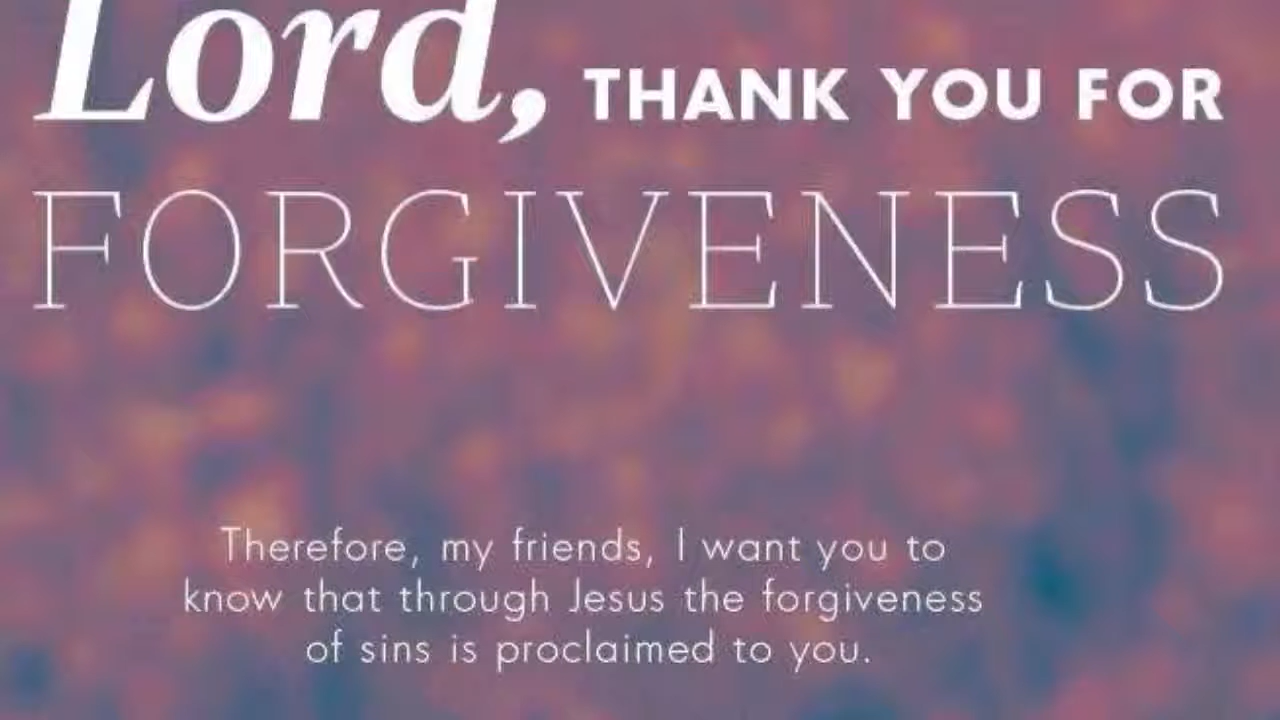 Lord, THANK YOU FOR
FORGIVENESS
Therefore, my friends, I want you to
know that through Jesus the forgiveness
of sins is proclaimed to you.